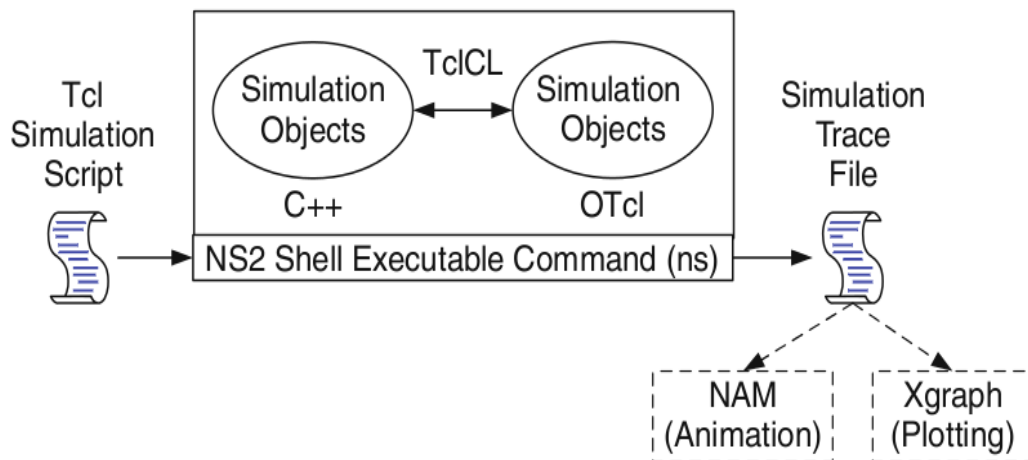 Tcl
Simulation
Script
TclCL
Simulation
Objects
Simulation
Objects
C++
OTcl
NS2 Shell Executable Command (ns)
Simulation
Trace
File
NAM
(Animation)
Xgraph
(Plotting)